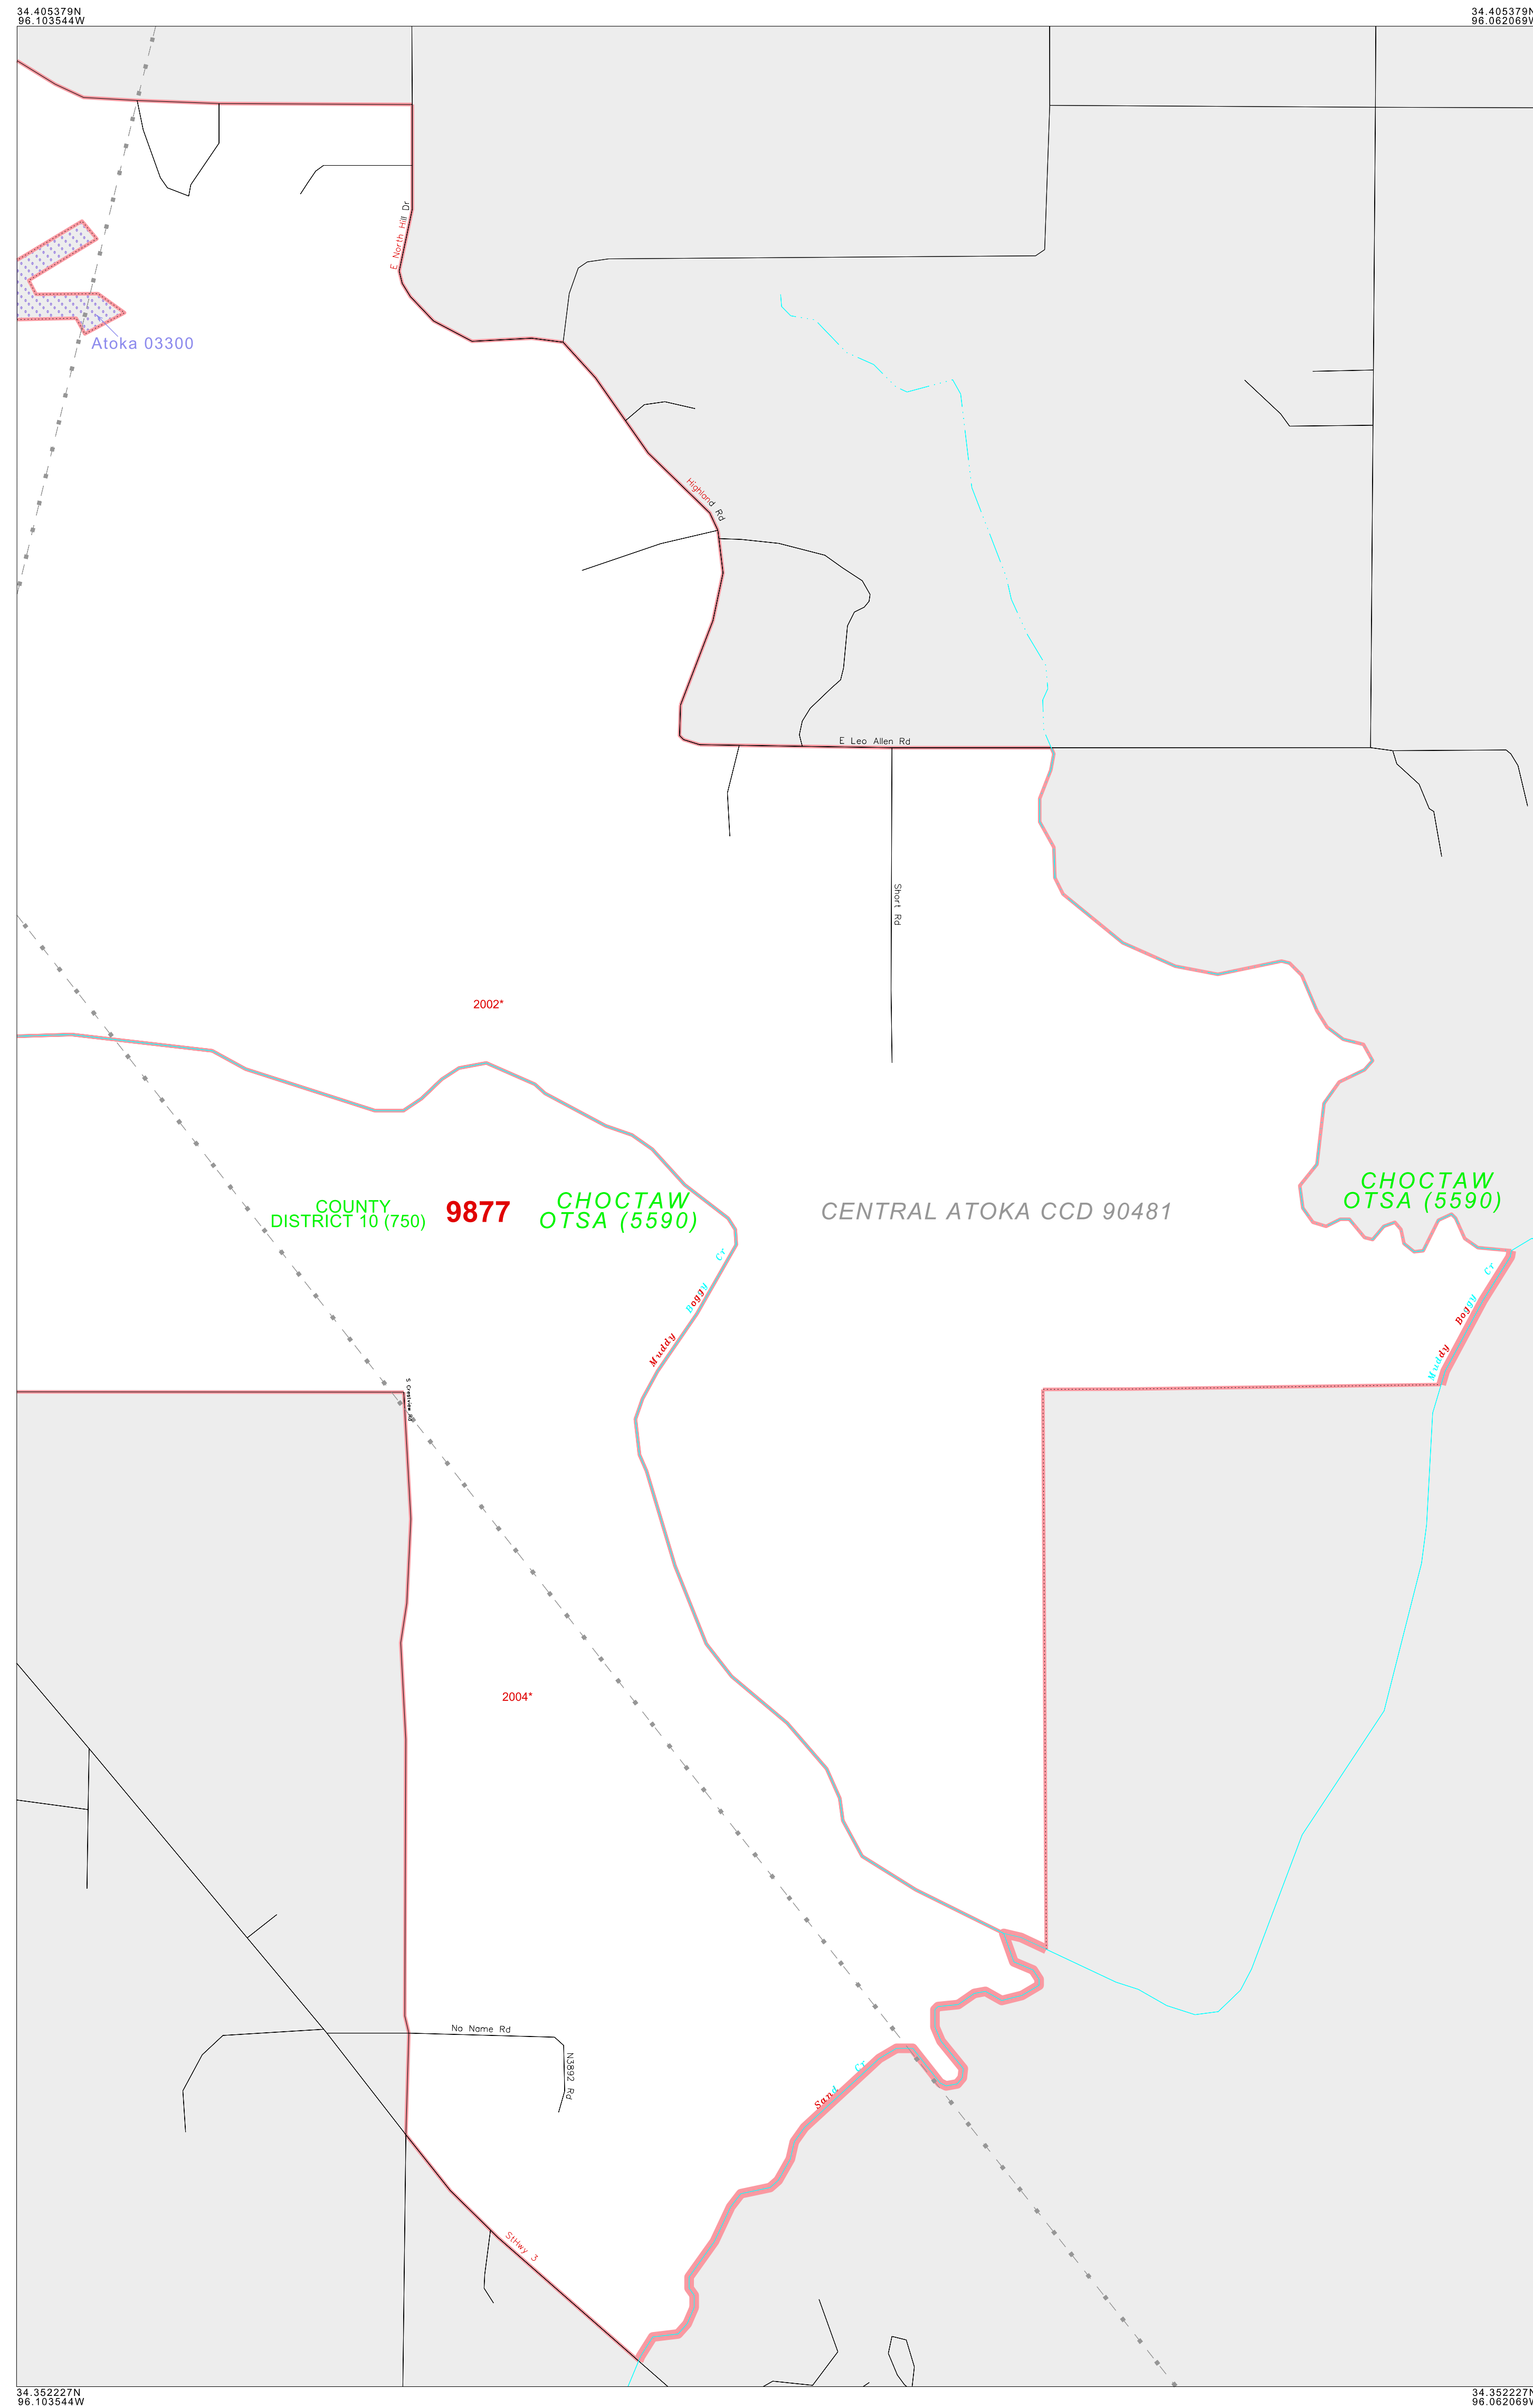 34.405379N
96.103544W
34.405379N
96.062069W
E North Hill Dr
Atoka 03300
Highland Rd
E Leo Allen Rd
Short Rd
2002*
COUNTY
DISTRICT 10 (750)
9877
CHOCTAW
OTSA (5590)
CENTRAL ATOKA CCD 90481
CHOCTAW
OTSA (5590)
Muddy Boggy Cr
Muddy Boggy Cr
S Crestview Rd
2004*
No Name Rd
N3892 Rd
Sand Cr
StHwy 3
34.352227N
96.103544W
34.352227N
96.062069W